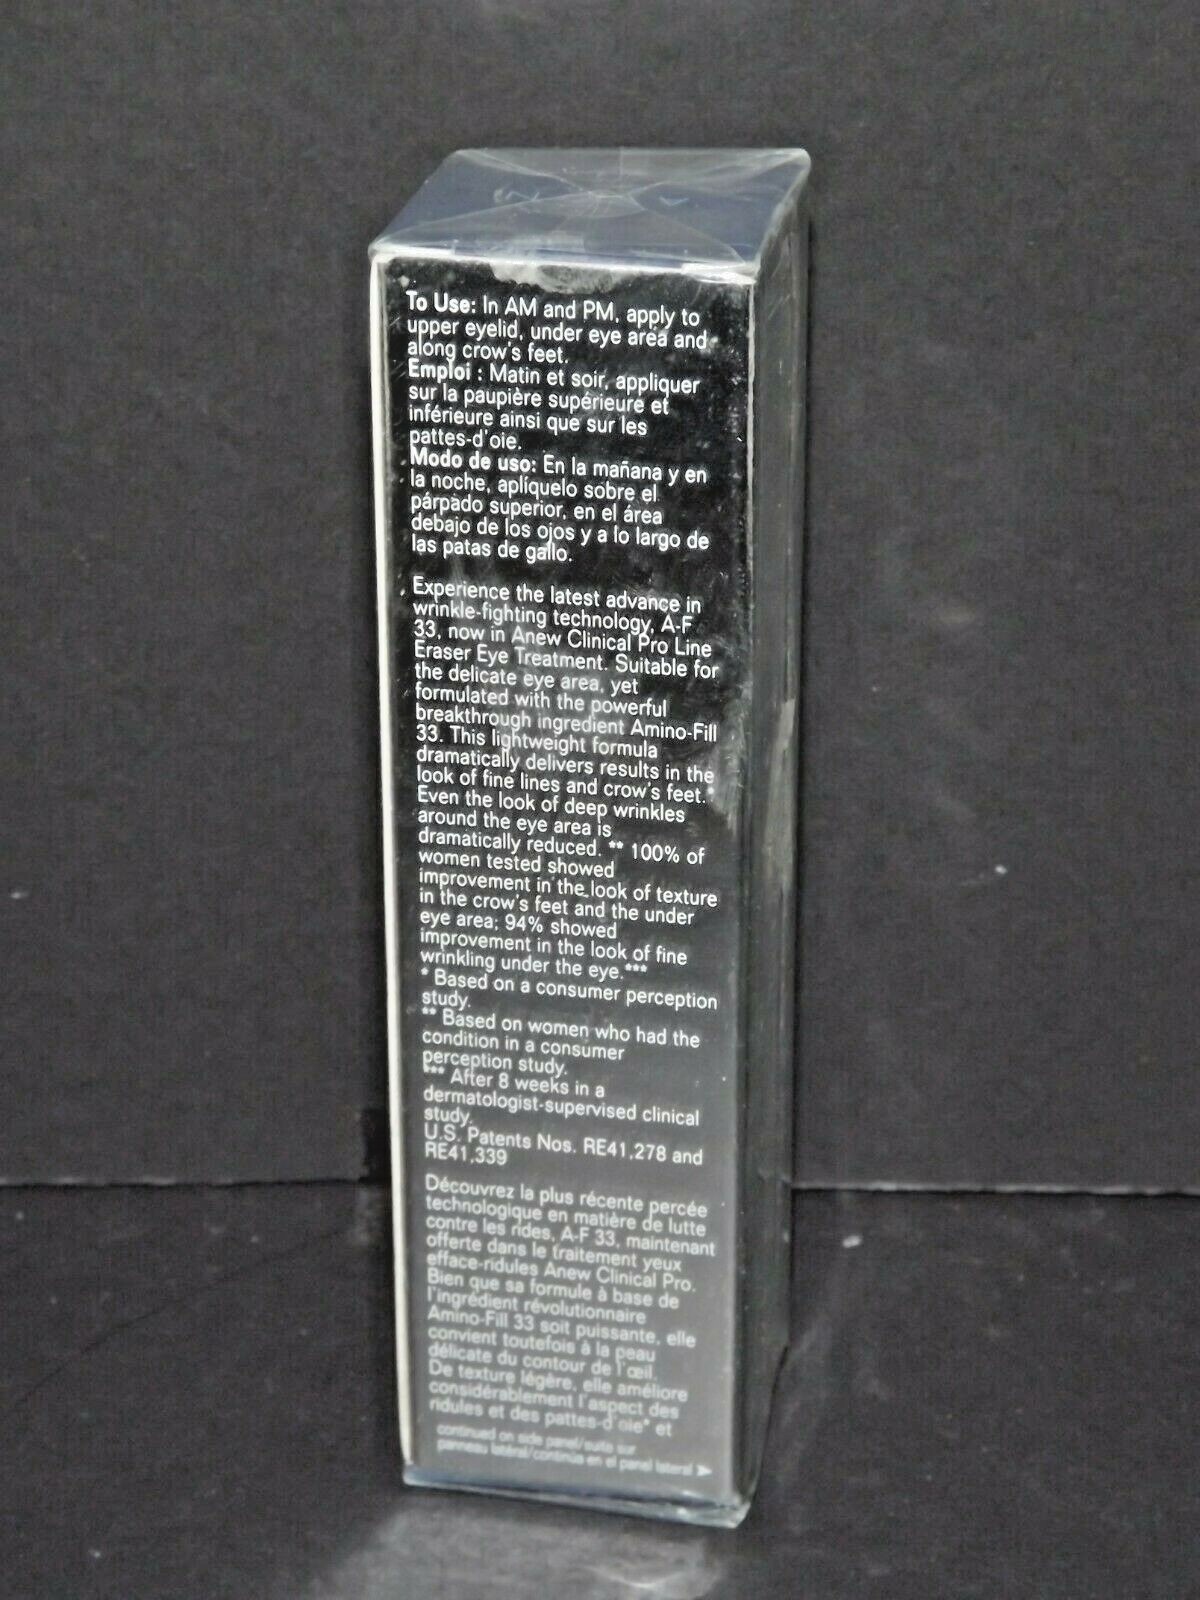 To Use: In AM and PM, apply to
upper eyelid, under eye area and
along crow's feet.
Emploi : Matin et soir, appliquer
sur la paupière supérieure et
inférieure ainsi que sur les
pattes-d'oie.
Modo de uso: En la mañana y en
la noche, aplíquelo sobre el
párpado superior, en el área
debajo de los ojos y a lo largo de
las patas de gallo.
Experience the latest advance in
wrinkle-fighting technology, A-F
33, now in Anew Clinical Pro Line
Eraser Eye Treatment. Suitable for
the delicate eye area, yet
formulated with the powerful
breakthrough ingredient Amino-Fill
33. This lightweight formula
dramatically delivers results in the
look of fine lines and crow's feet.*
Even the look of deep wrinkles
around the eye area is
dramatically reduced. ** 100% of
women tested showed
improvement in the look of texture
in the crow's feet and the under
eye area; 94% showed
improvement in the look of fine
wrinkling under the eye.***
* Based on a consumer perception
study.
** Based on women who had the
condition in a consumer
perception study.
*** After 8 weeks in a
dermatologist-supervised clinical
study.
U.S. Patents Nos. RE41,278 and
RE41,339
Découvrez la plus récente percée
technologique en matière de lutte
contre les rides, A-F 33, maintenant
offerte dans le traitement yeux
efface-ridules Anew Clinical Pro.
Bien que sa formule à base de
l'ingrédient révolutionnaire
Amino-Fill 33 soit puissante, elle
convient toutefois à la peau
délicate du contour de l'œil.
De texture légère, elle améliore
considérablement l'aspect des
ridules et des pattes-d'oie* et
continued on side panel/suite sur
panneau latéral/continúa en el panel lateral ➤